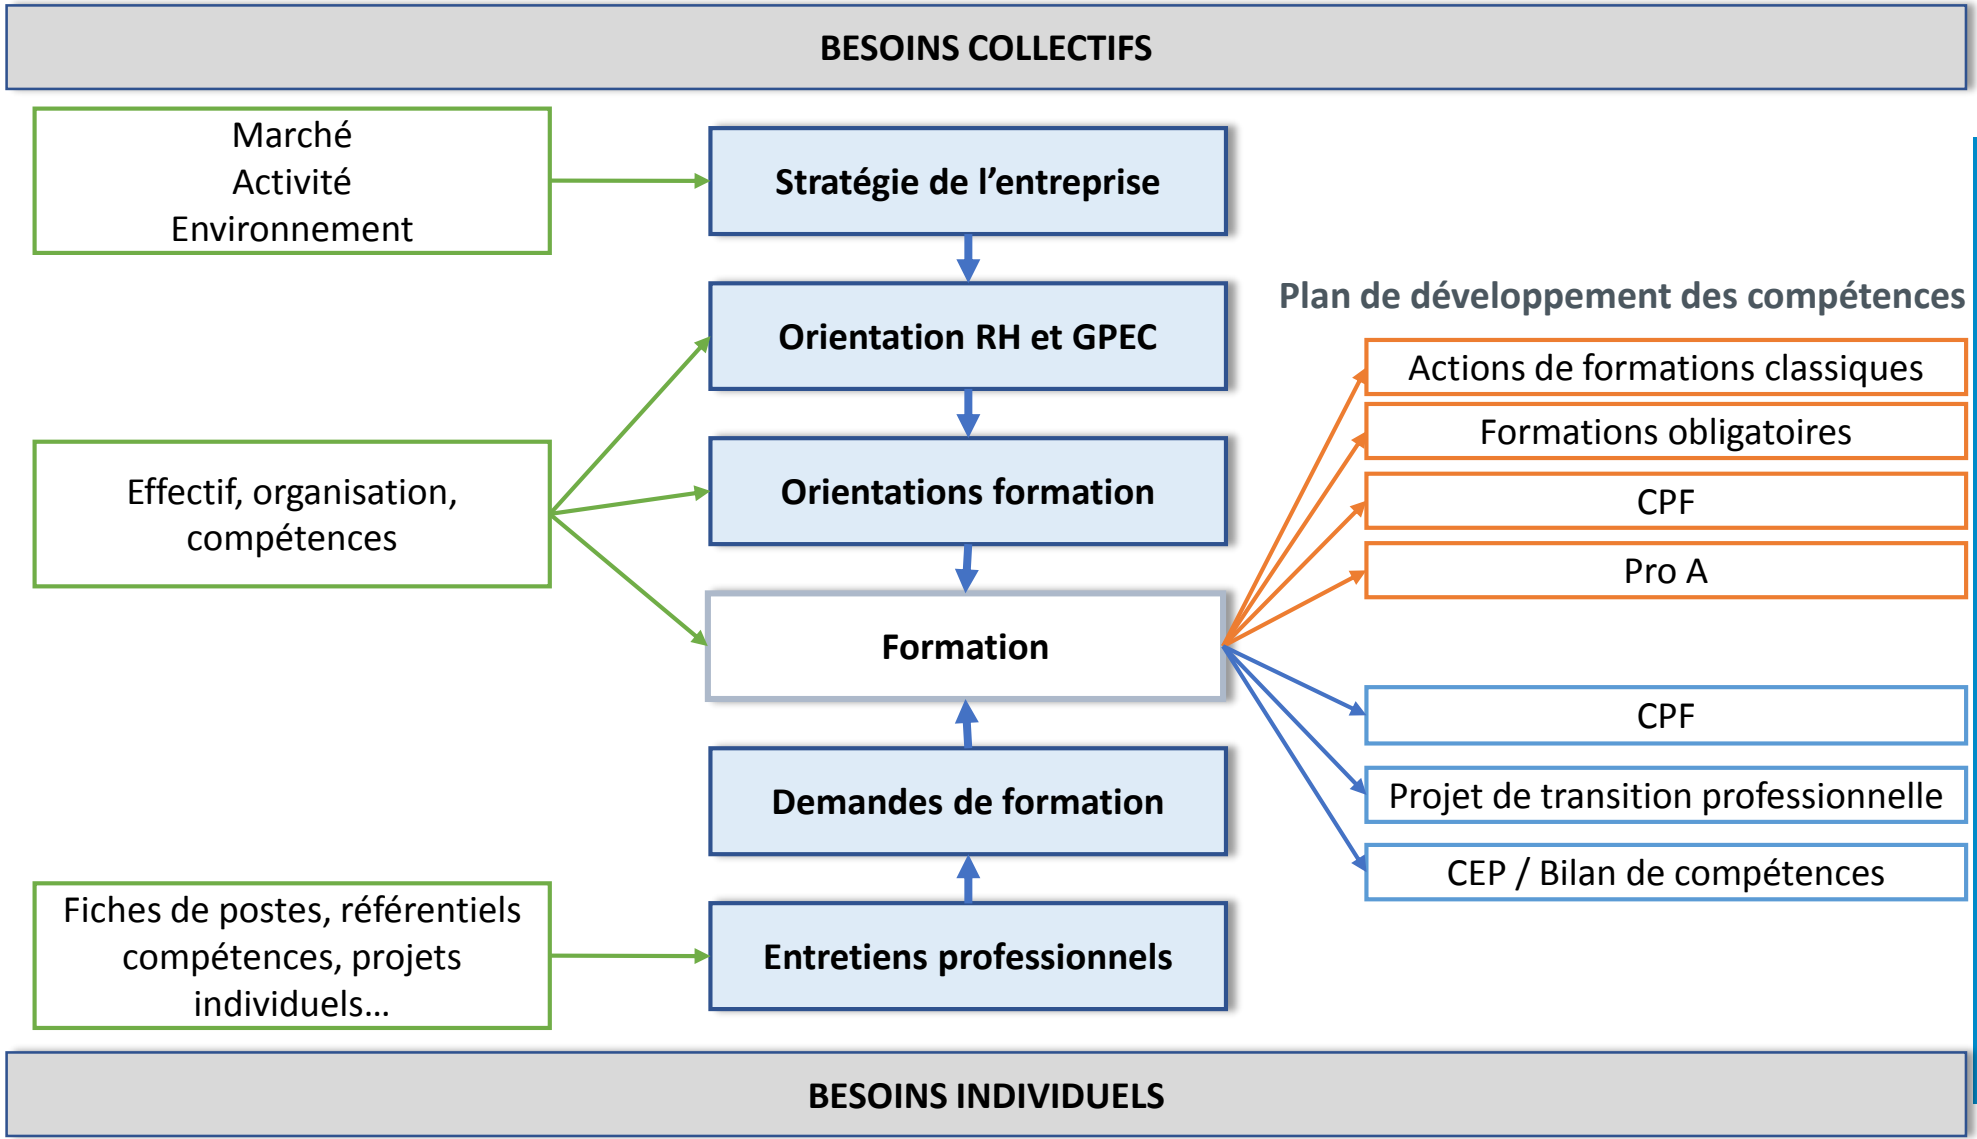 BESOINS COLLECTIFS
Marché
Activité
Environnement
Stratégie de l’entreprise
Orientation RH et GPEC
Effectif, organisation,
compétences
Orientations formation
Formation
Demandes de formation
Fiches de postes, référentiels
compétences, projets
individuels…
Entretiens professionnels
Plan de développement des compétences
Actions de formations classiques
Formations obligatoires
CPF
Pro A
CPF
Projet de transition professionnelle
CEP / Bilan de compétences
BESOINS INDIVIDUELS